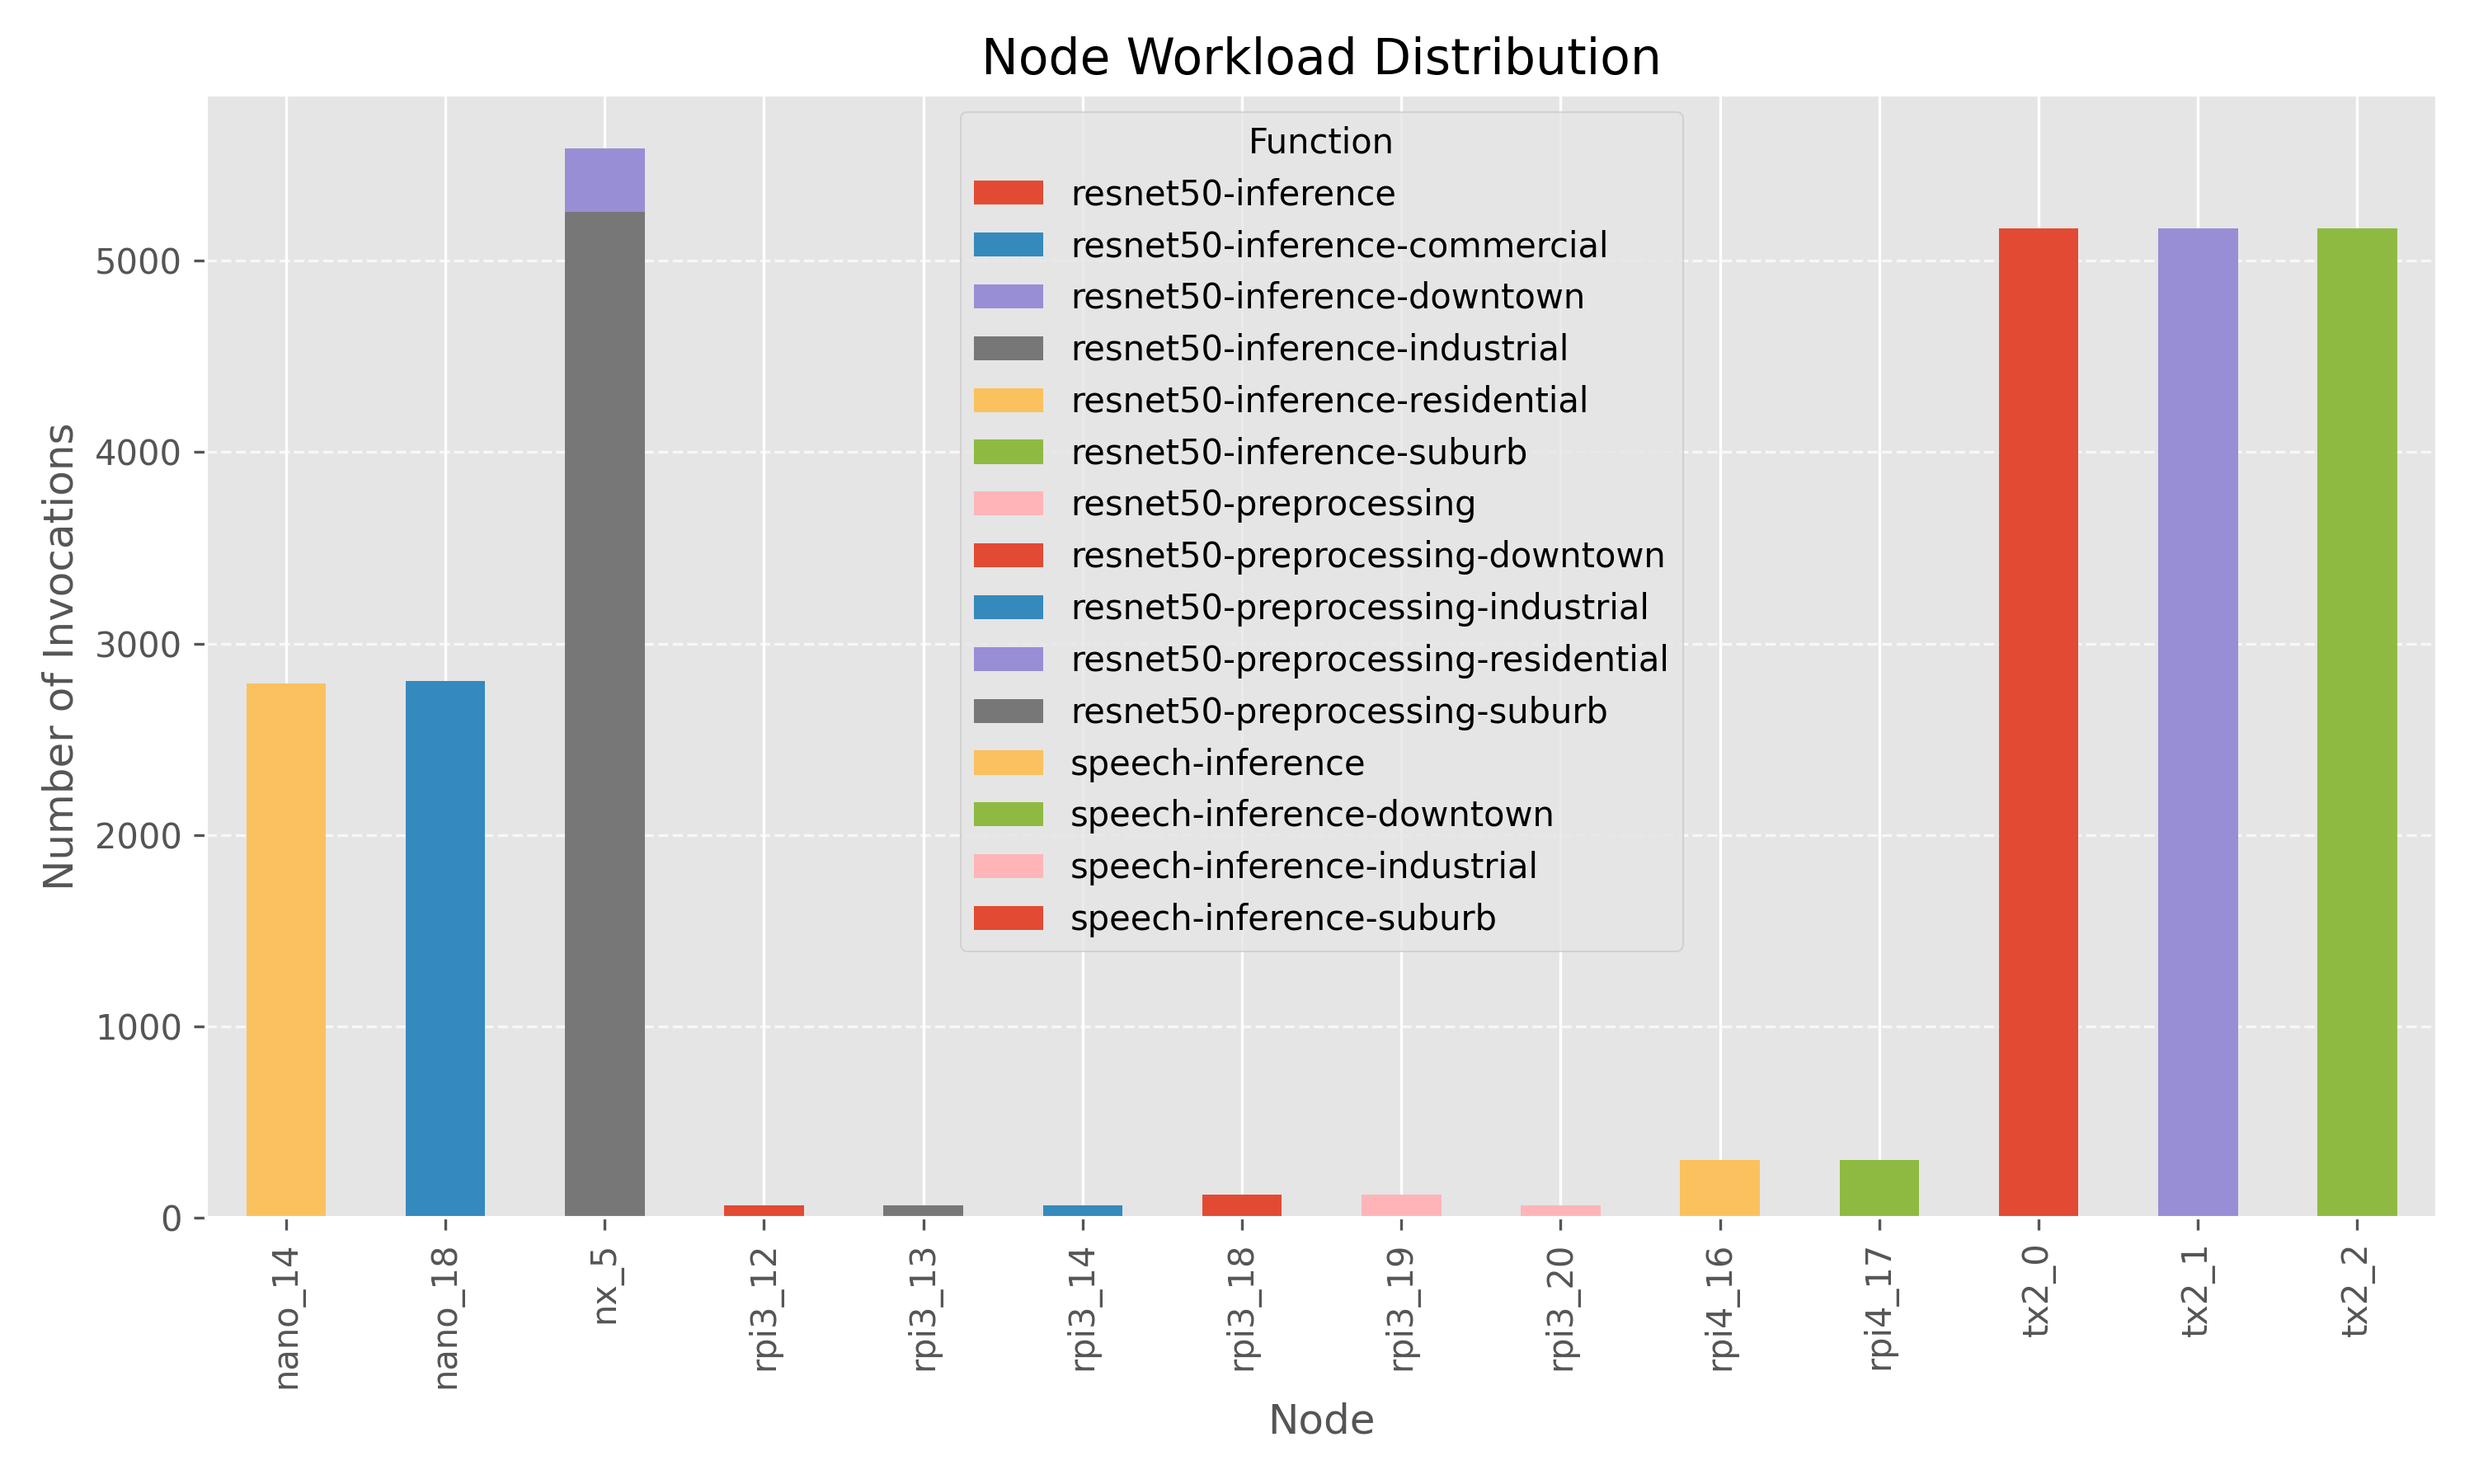 Node Workload Distribution
Function
resnet50-inference
resnet50-inference-commercial
resnet50-inference-downtown
resnet50-inference-industrial
resnet50-inference-residential
resnet50-inference-suburb
resnet50-preprocessing
resnet50-preprocessing-downtown
resnet50-preprocessing-industrial
resnet50-preprocessing-residential
resnet50-preprocessing-suburb
speech-inference
speech-inference-downtown
speech-inference-industrial
speech-inference-suburb
Number of Invocations
5000
4000
3000
2000
1000
0
nano_14
nano_18
nx_5
rpi3_12
rpi3_13
rpi3_14
rpi3_18
rpi3_19
rpi3_20
rpi4_16
rpi4_17
tx2_0
tx2_1
tx2_2
Node